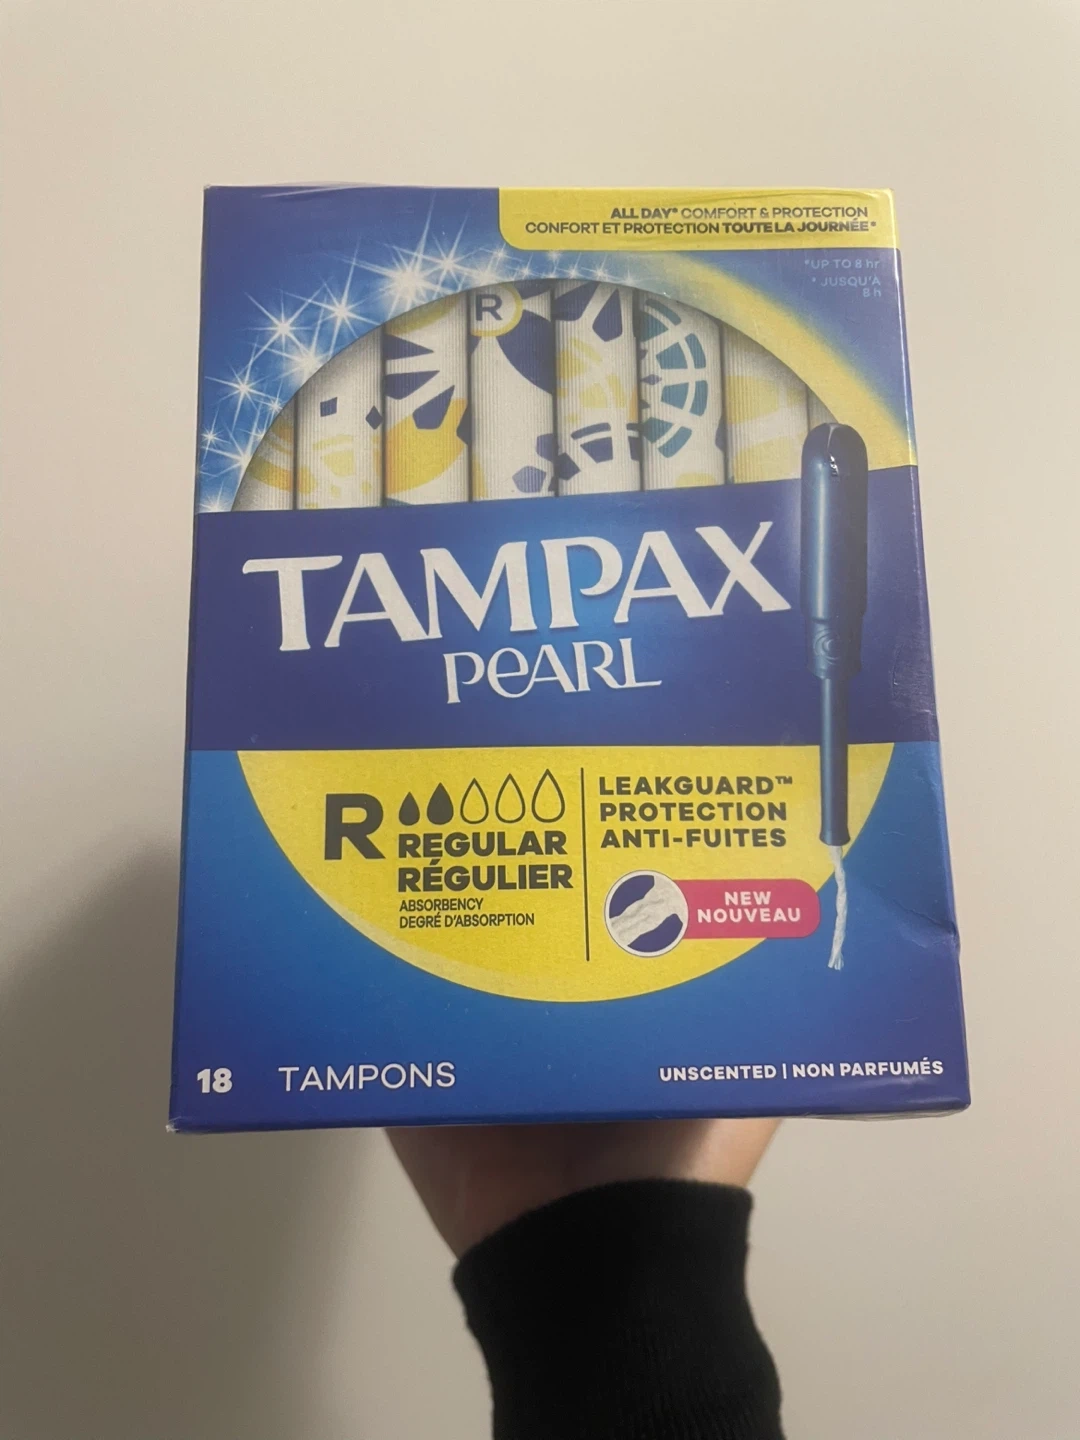 ALL DAY* COMFORT & PROTECTION
CONFORT ET PROTECTION TOUTE LA JOURNÉE*
*UP TO 8 hr
* JUSQU'À
8 h
R
TAMPAX
PEARL
R
REGULAR
RÉGULIER
ABSORBENCY
DEGRÉ D'ABSORPTION
LEAKGUARD™
PROTECTION
ANTI-FUITES
NEW
NOUVEAU
18 TAMPONS
UNSCENTED | NON PARFUMÉS